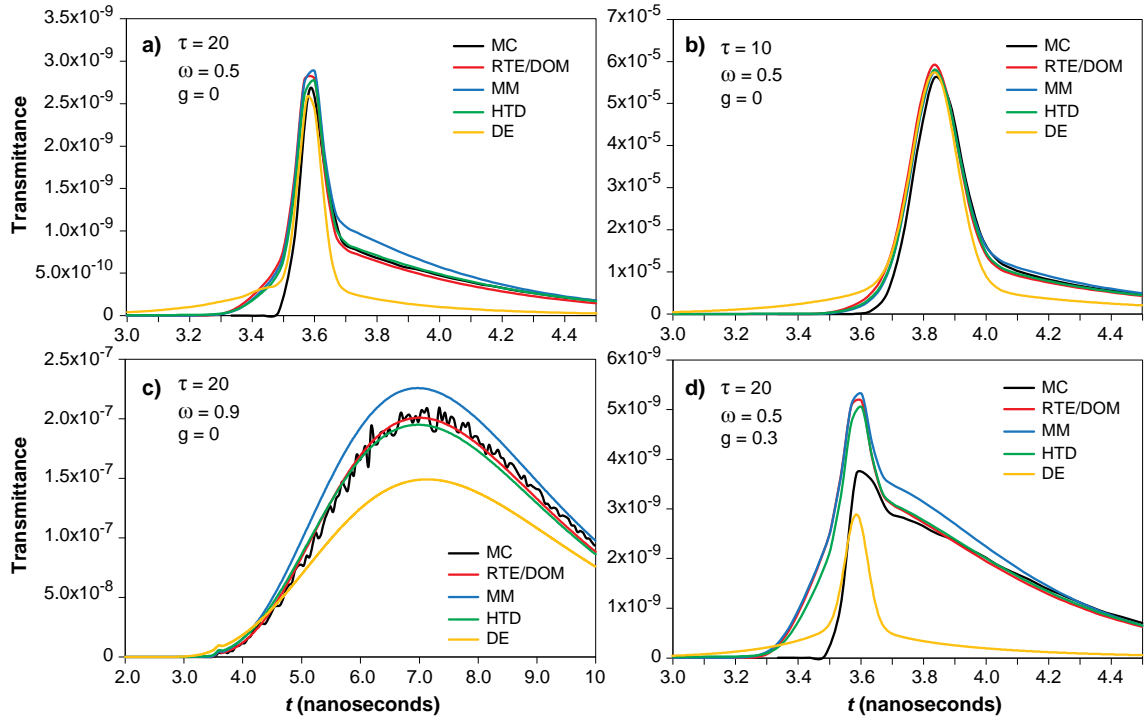 a)
τ = 20
ω = 0.5
g = 0
MC
RTE/DOM
MM
HTD
DE
Transmittance
3.5x10⁻⁹
3.0x10⁻⁹
2.5x10⁻⁹
2.0x10⁻⁹
1.5x10⁻⁹
1.0x10⁻⁹
5.0x10⁻¹⁰
0
3.0 3.2 3.4 3.6 3.8 4.0 4.2 4.4
b)
τ = 10
ω = 0.5
g = 0
MC
RTE/DOM
MM
HTD
DE
7x10⁻⁵
6x10⁻⁵
5x10⁻⁵
4x10⁻⁵
3x10⁻⁵
2x10⁻⁵
1x10⁻⁵
0
3.0 3.2 3.4 3.6 3.8 4.0 4.2 4.4
c)
τ = 20
ω = 0.9
g = 0
MC
RTE/DOM
MM
HTD
DE
Transmittance
2.5x10⁻⁷
2.0x10⁻⁷
1.5x10⁻⁷
1.0x10⁻⁷
5.0x10⁻⁸
0
2.0 3.0 4.0 5.0 6.0 7.0 8.0 9.0 10
t (nanoseconds)
d)
τ = 20
ω = 0.5
g = 0.3
MC
RTE/DOM
MM
HTD
DE
6x10⁻⁹
5x10⁻⁹
4x10⁻⁹
3x10⁻⁹
2x10⁻⁹
1x10⁻⁹
0
3.0 3.2 3.4 3.6 3.8 4.0 4.2 4.4
t (nanoseconds)